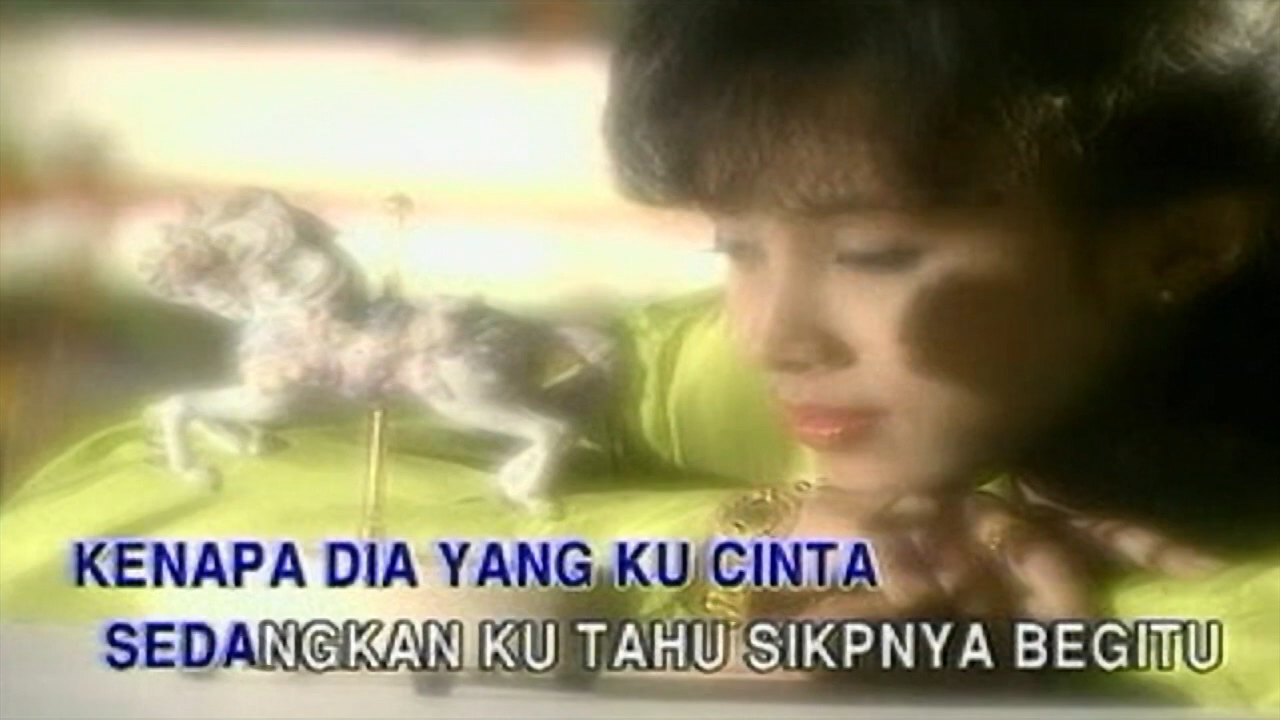 KENAPA DIA YANG KU CINTA
SEDANGKAN KU TAHU SIKPNYA BEGITU